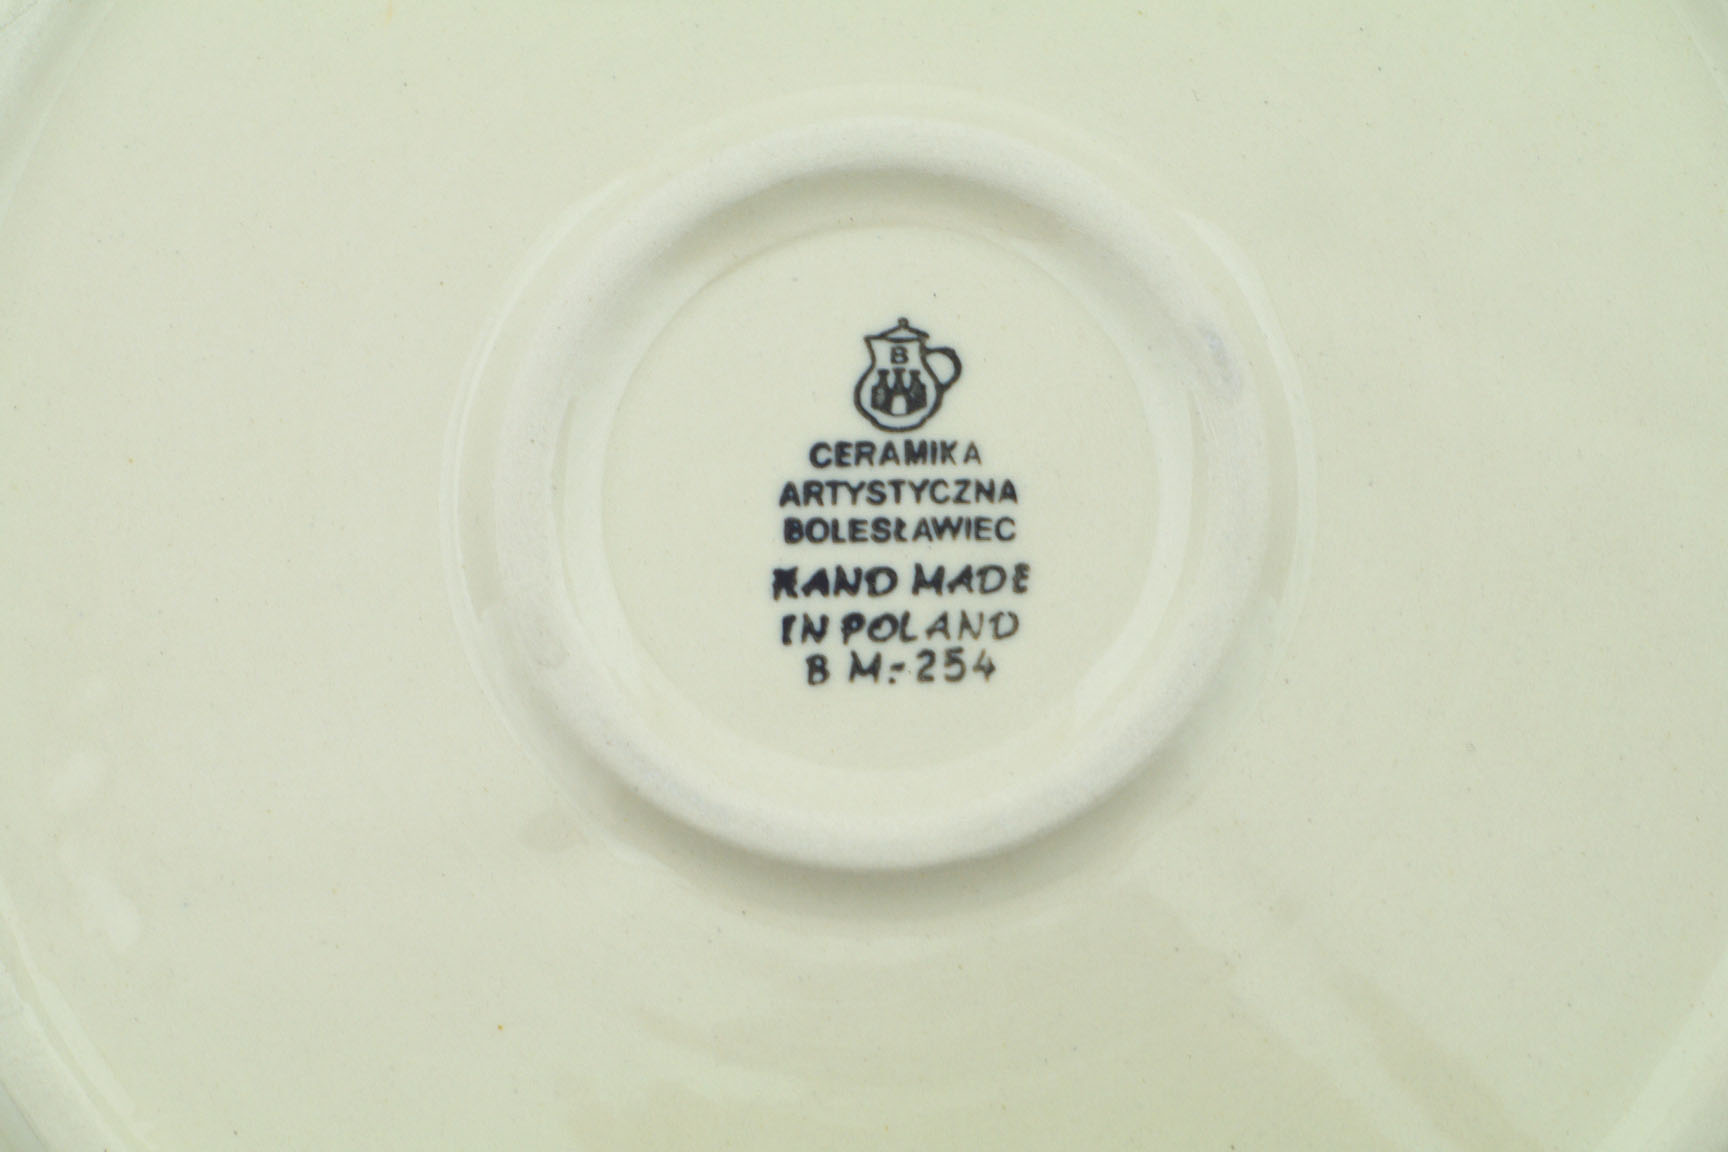 B
CERAMIKA
ARTYSTYCZNA
BOLESŁAWIEC
HAND MADE
IN POLAND
B M.-254